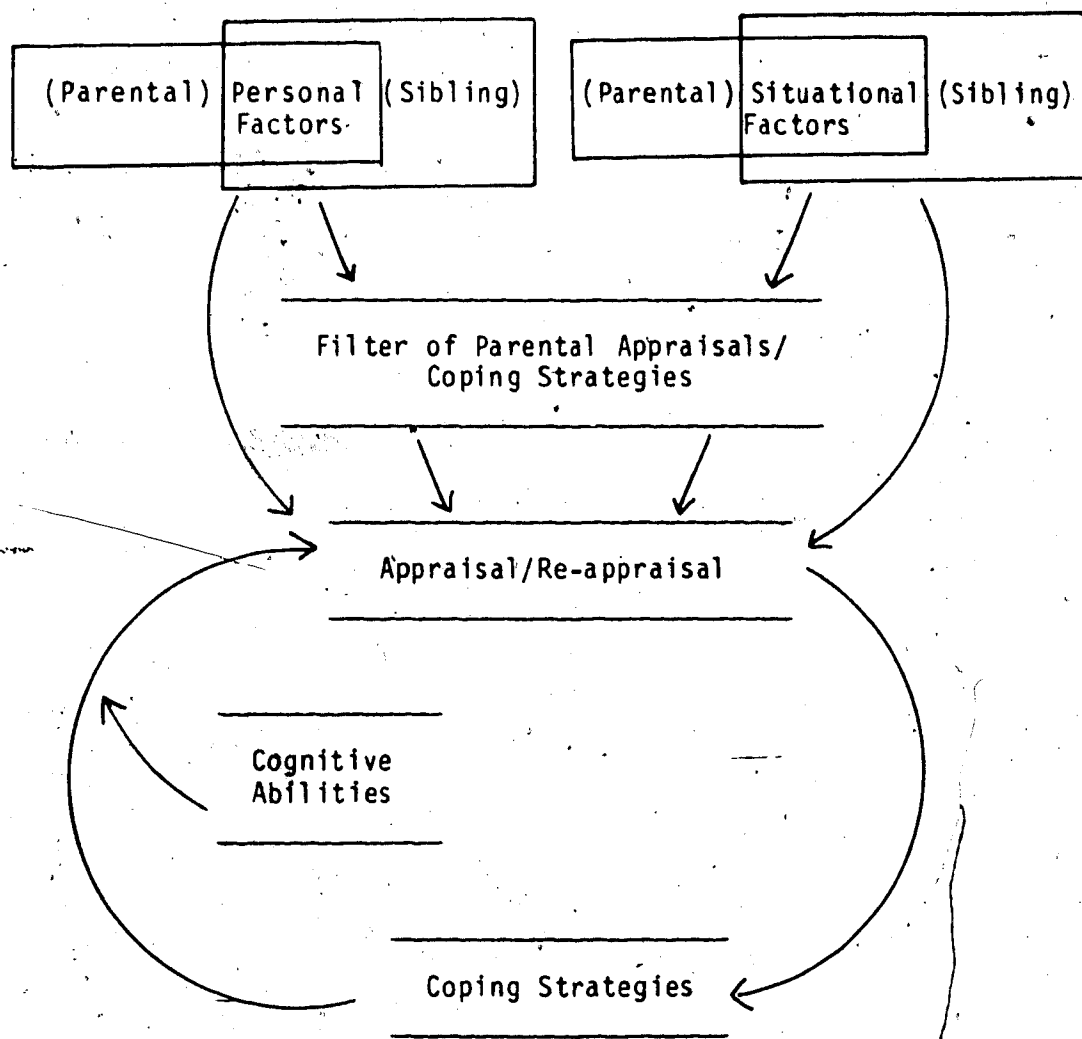 (Parental) Personal (Sibling)
Factors
(Parental) Situational (Sibling)
Factors
Filter of Parental Appraisals/
Coping Strategies
Appraisal/Re-appraisal
Cognitive
Abilities
Coping Strategies